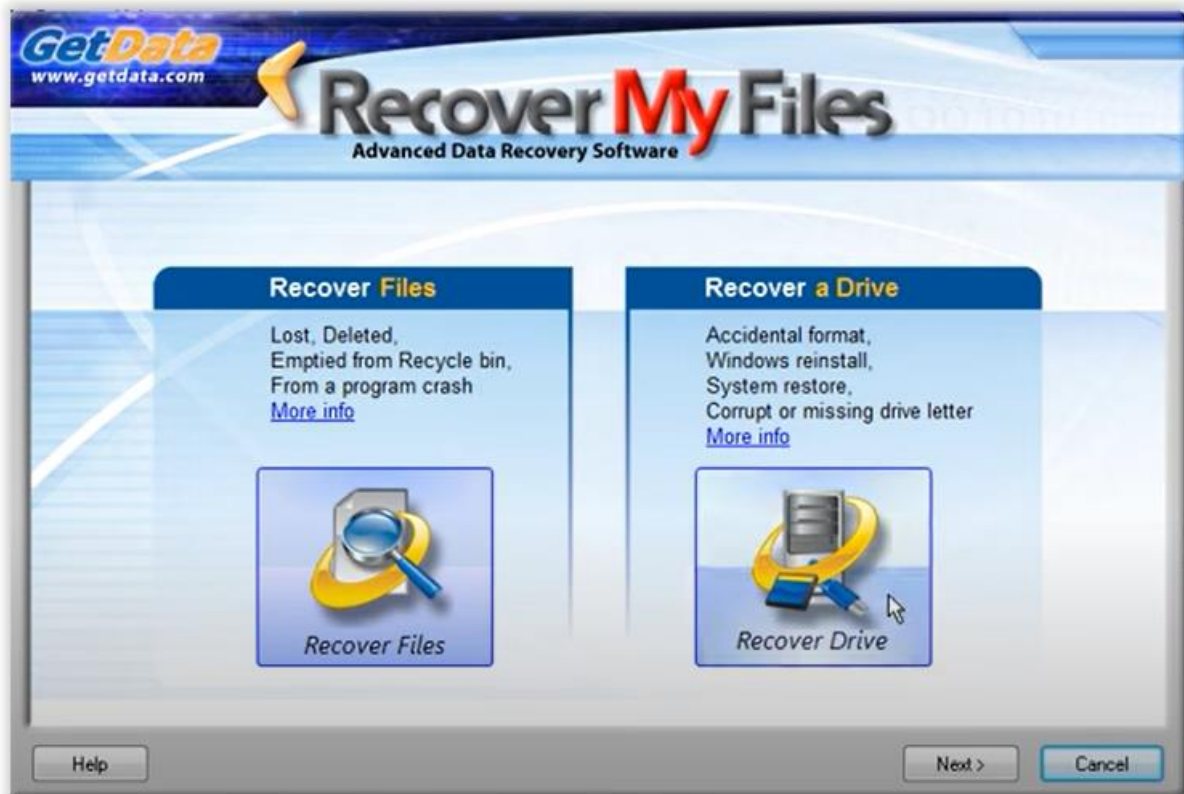 GetData
www.getdata.com
Recover My Files
Advanced Data Recovery Software
Recover Files
Lost, Deleted,
Emptied from Recycle bin,
From a program crash
More info
Recover Files
Recover a Drive
Accidental format,
Windows reinstall,
System restore,
Corrupt or missing drive letter
More info
Recover Drive
Help
Next >
Cancel